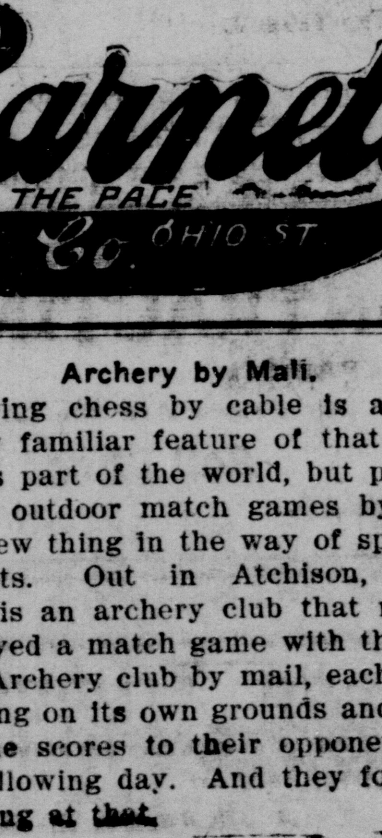 arnet
THE PACE
Co. OHIO ST.
Archery by Mail.
ing chess by cable is a
familiar feature of that
s part of the world, but p
outdoor match games by
ew thing in the way of sp
ts. Out in Atchison,
is an archery club that r
yed a match game with th
Archery club by mail, each
ng on its own grounds and
e scores to their oppone
llowing day. And they fo
ng at that.